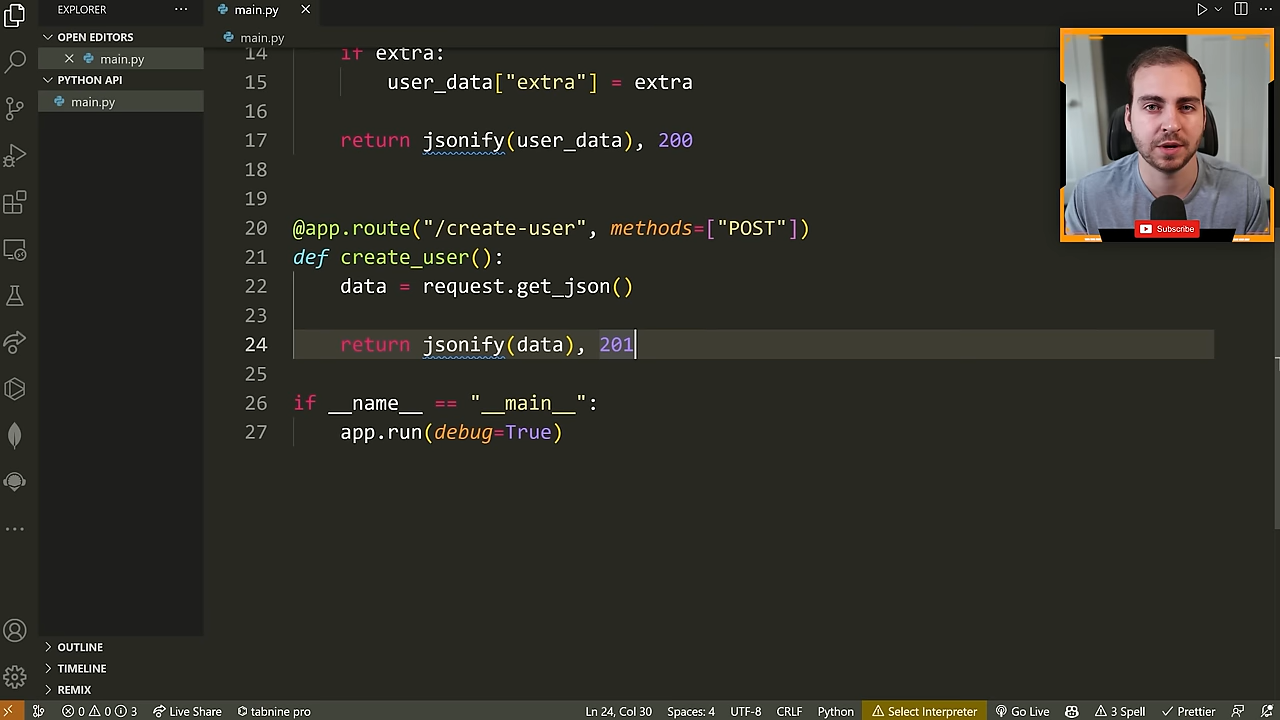 EXPLORER
···
main.py
OPEN EDITORS
main.py
PYTHON API
main.py
main.py
14 if extra:
15 user_data["extra"] = extra
16
17 return jsonify(user_data), 200
18
19
20 @app.route("/create-user", methods=["POST"])
21 def create_user():
22 data = request.get_json()
23
24 return jsonify(data), 201
25
26 if __name__ == "__main__":
27 app.run(debug=True)
Subscribe
OUTLINE
TIMELINE
REMIX
0 0 3 Live Share tabnine pro Ln 24, Col 30 Spaces: 4 UTF-8 CRLF Python Select Interpreter Go Live 3 Spell Prettier